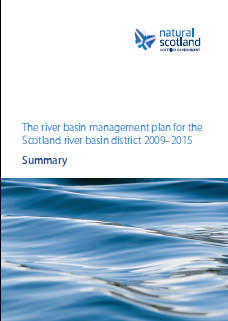 natural
scotland
SCOTTISH GOVERNMENT
The river basin management plan for the
Scotland river basin district 2009–2015
Summary